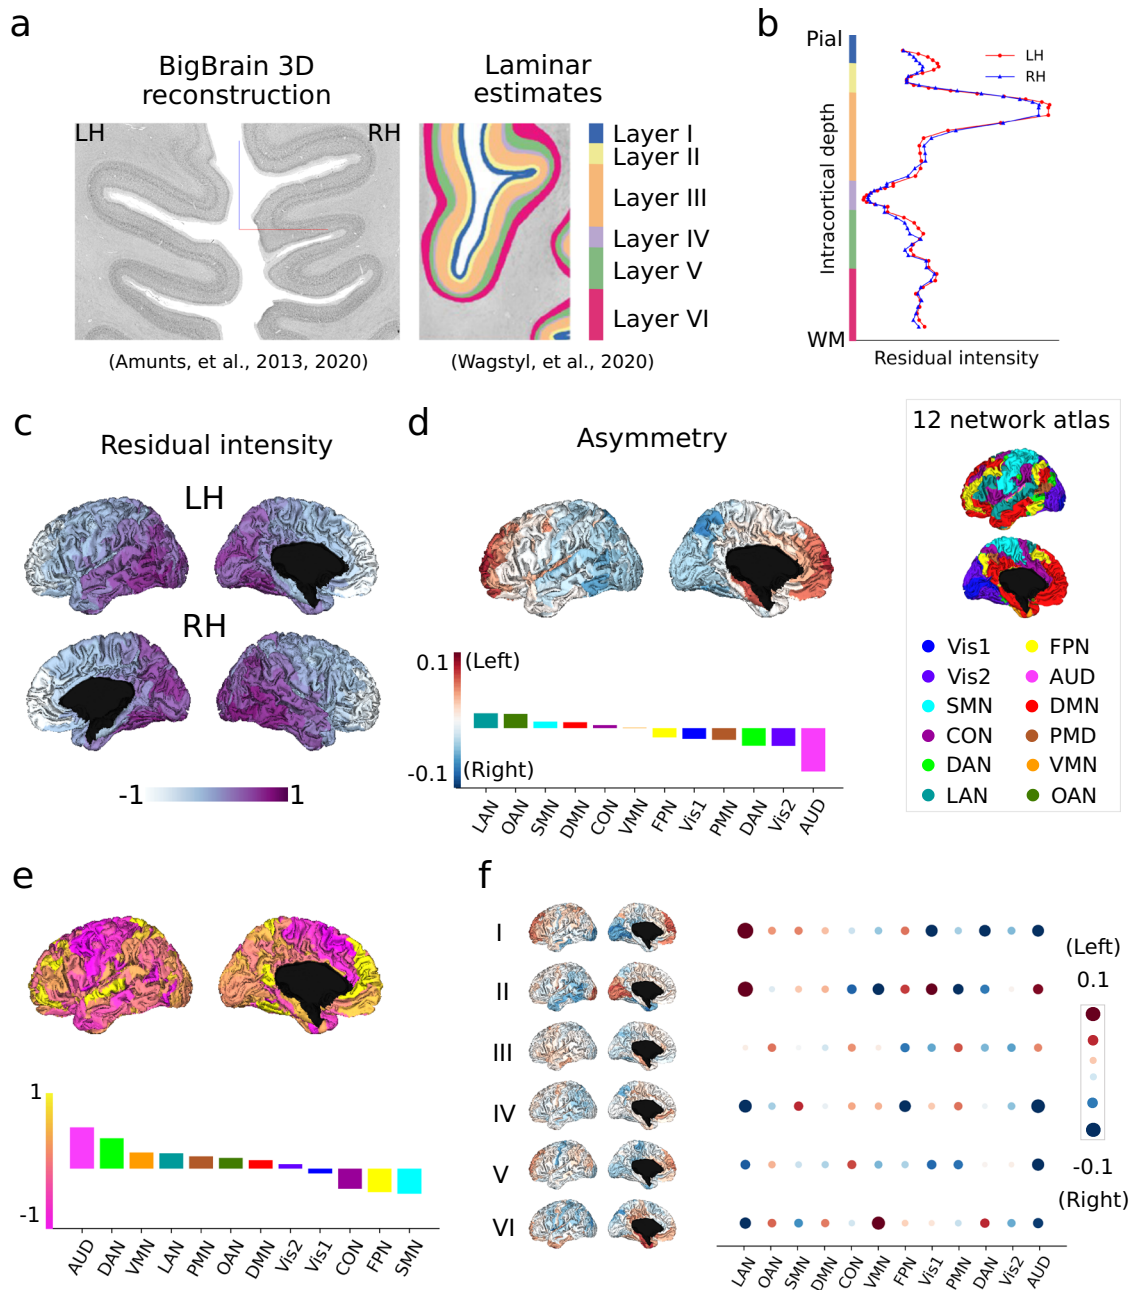 a
BigBrain 3D
reconstruction
Laminar
estimates
LH
RH
Layer I
Layer II
Layer III
Layer IV
Layer V
Layer VI
(Amunts, et al., 2013, 2020)
(Wagstyl, et al., 2020)
b
Pial
Intracortical depth
WM
LH
RH
Residual intensity
c
Residual intensity
LH
RH
-1
1
d
Asymmetry
0.1
(Left)
-0.1
(Right)
LAN
OAN
SMN
DMN
CON
VMN
FPN
Vis1
PMN
DAN
Vis2
AUD
12 network atlas
Vis1
FPN
Vis2
AUD
SMN
DMN
CON
PMD
DAN
VMN
LAN
OAN
e
1
-1
AUD
DAN
VMN
LAN
PMN
OAN
DMN
Vis2
Vis1
CON
FPN
SMN
f
I
II
III
IV
V
VI
LAN
OAN
SMN
DMN
CON
VMN
FPN
Vis1
PMN
DAN
Vis2
AUD
(Left)
0.1
-0.1
(Right)